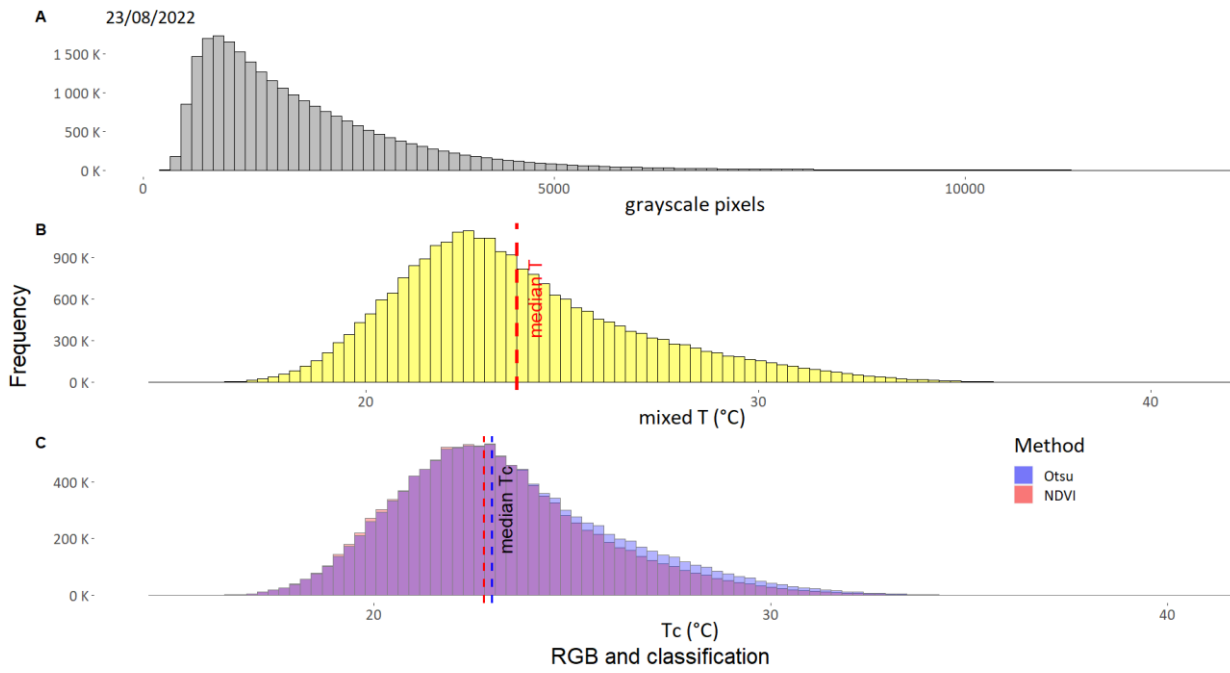 A
23/08/2022
1 500 K
1 000 K
500 K
0 K
0
5000
10000
grayscale pixels
B
900 K
600 K
300 K
0 K
median T
20
30
40
mixed T (°C)
Frequency
C
400 K
200 K
0 K
median Tc
Method
Otsu
NDVI
20
30
40
Tc (°C)
RGB and classification